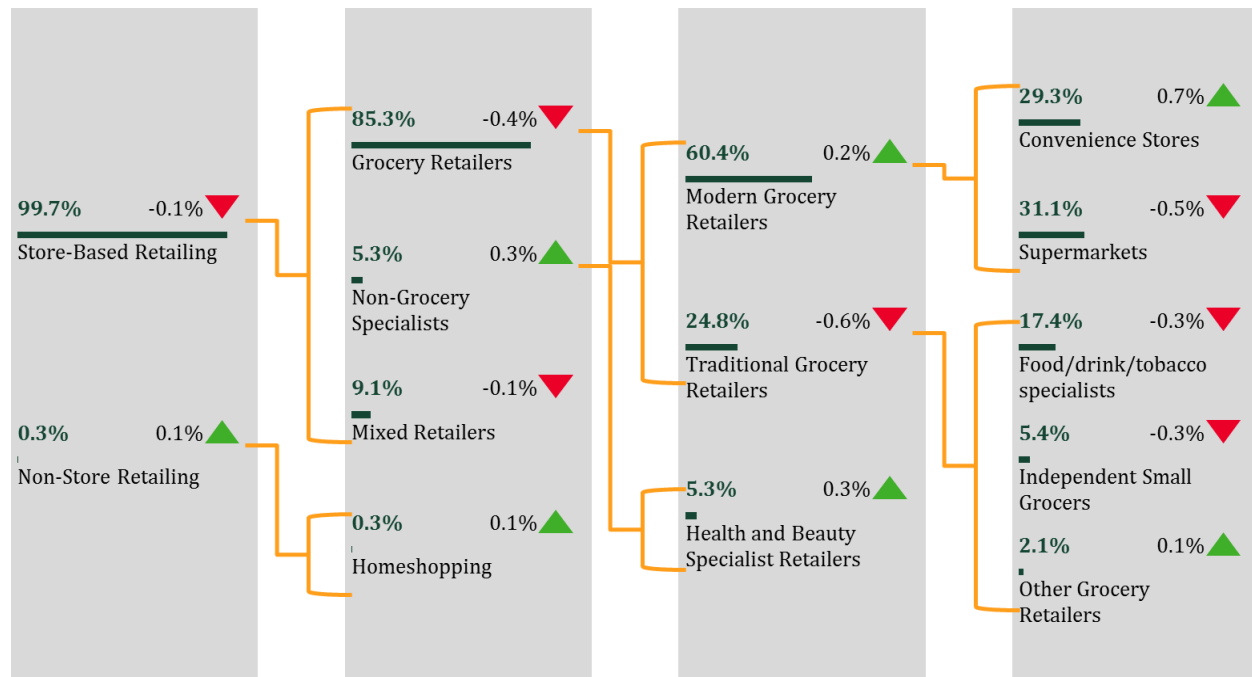 99.7% -0.1%
Store-Based Retailing
0.3% 0.1%
Non-Store Retailing
85.3% -0.4%
Grocery Retailers
5.3% 0.3%
Non-Grocery
Specialists
9.1% -0.1%
Mixed Retailers
0.3% 0.1%
Homeshopping
60.4% 0.2%
Modern Grocery
Retailers
24.8% -0.6%
Traditional Grocery
Retailers
5.3% 0.3%
Health and Beauty
Specialist Retailers
29.3% 0.7%
Convenience Stores
31.1% -0.5%
Supermarkets
17.4% -0.3%
Food/drink/tobacco
specialists
5.4% -0.3%
Independent Small
Grocers
2.1% 0.1%
Other Grocery
Retailers